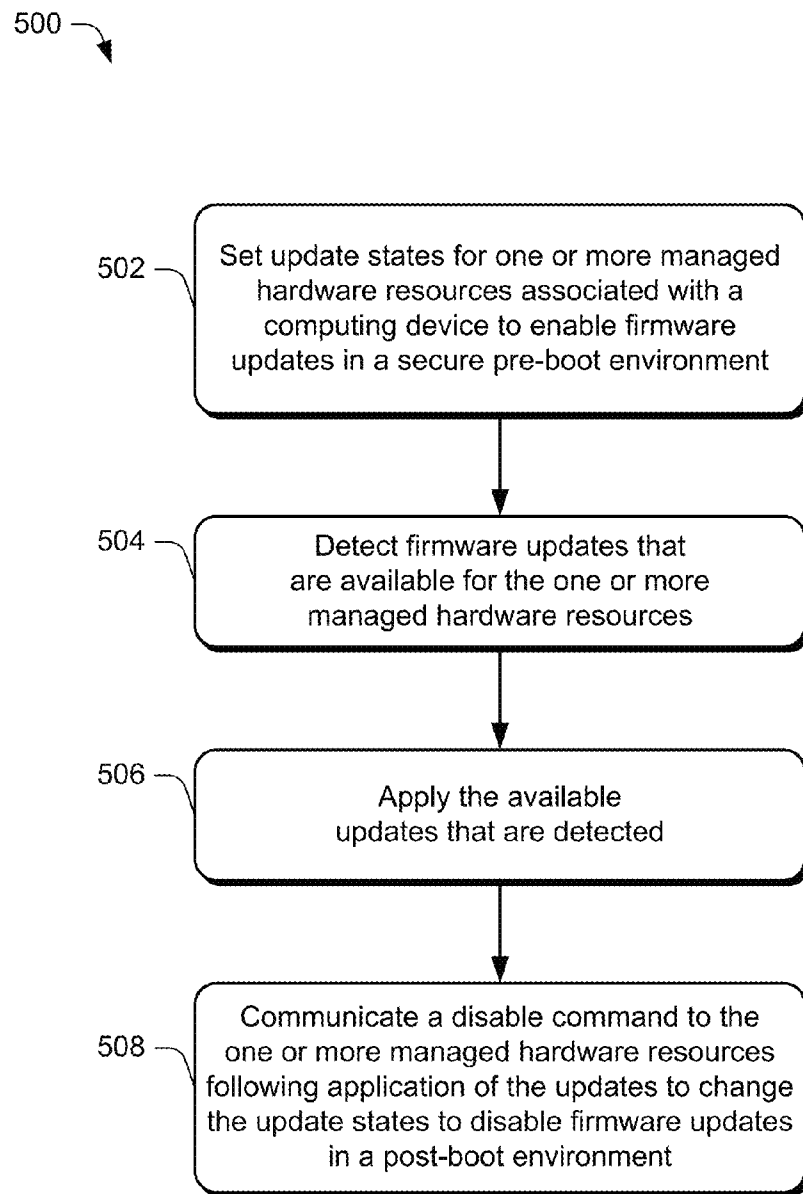 500
502
Set update states for one or more managed
hardware resources associated with a
computing device to enable firmware
updates in a secure pre-boot environment
504
Detect firmware updates that
are available for the one or more
managed hardware resources
506
Apply the available
updates that are detected
508
Communicate a disable command to the
one or more managed hardware resources
following application of the updates to change
the update states to disable firmware updates
in a post-boot environment